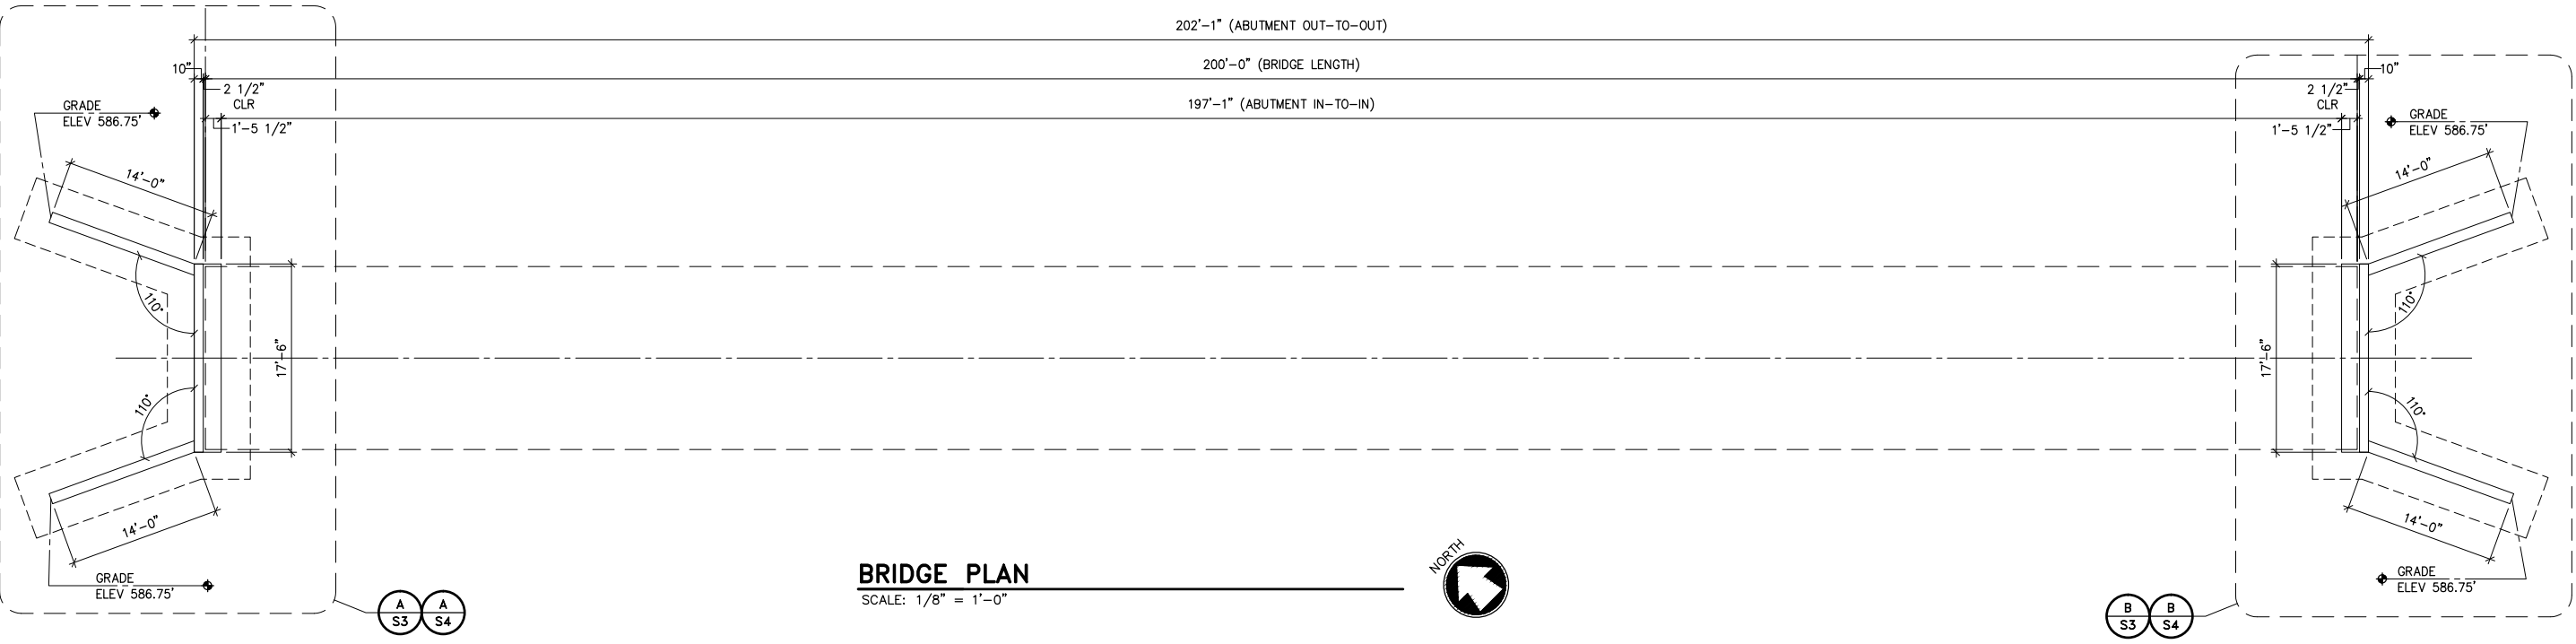 202'-1" (ABUTMENT OUT-TO-OUT)
10"
200'-0" (BRIDGE LENGTH)
10"
2 1/2"
CLR
2 1/2"
CLR
197'-1" (ABUTMENT IN-TO-IN)
GRADE
ELEV 586.75'
1'-5 1/2"
1'-5 1/2"
GRADE
ELEV 586.75'
14'-0"
14'-0"
110°
110°
17'-6"
17'-6"
110°
110°
14'-0"
14'-0"
GRADE
ELEV 586.75'
BRIDGE PLAN
SCALE: 1/8" = 1'-0"
NORTH
GRADE
ELEV 586.75'
A
S3
A
S4
B
S3
B
S4